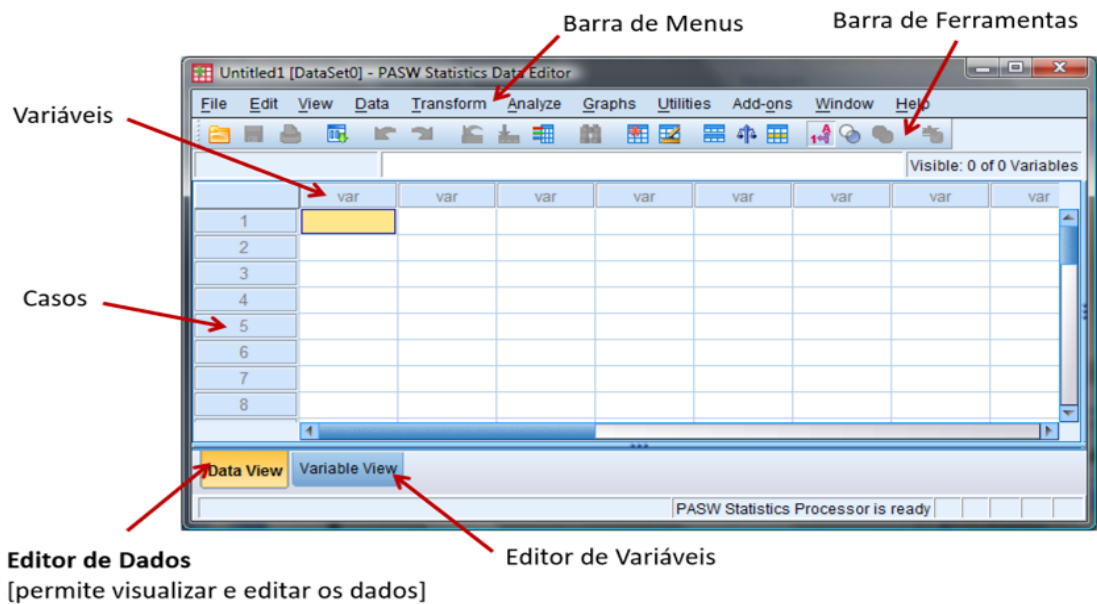 Barra de Menus
Barra de Ferramentas
Untitled1 [DataSet0] - PASW Statistics Data Editor
Variáveis
File Edit View Data Transform Analyze Graphs Utilities Add-ons Window Help
Visible: 0 of 0 Variables
var var var var var var var var
1
2
3
Casos
4
5
6
7
8
Data View Variable View
PASW Statistics Processor is ready
Editor de Dados
Editor de Variáveis
[permite visualizar e editar os dados]